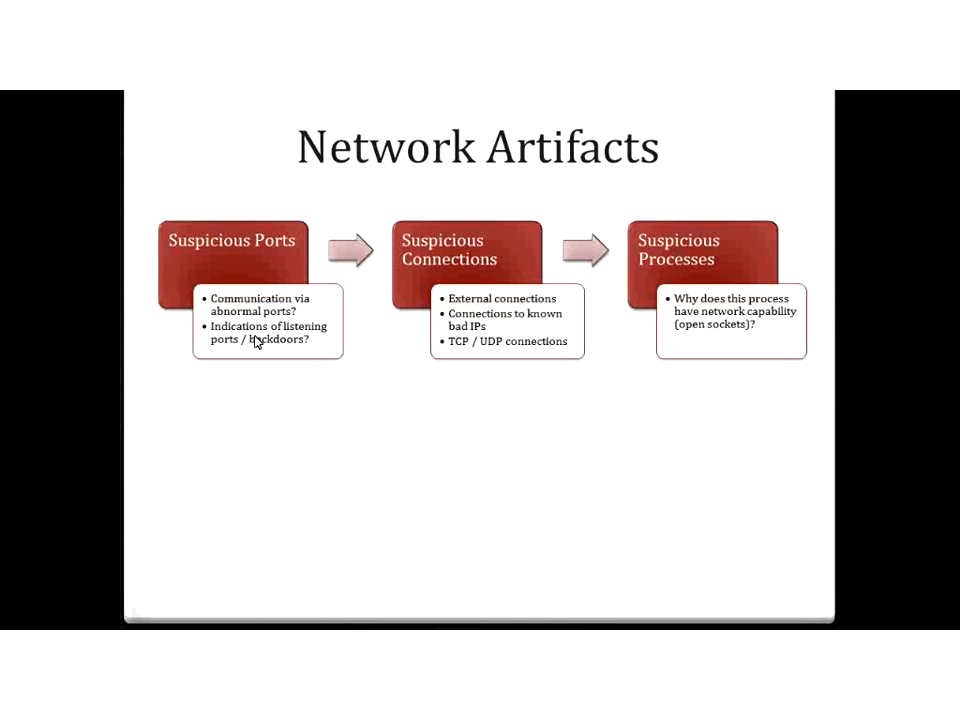 Network Artifacts
Suspicious Ports
• Communication via
abnormal ports?
• Indications of listening
ports / backdoors?
Suspicious
Connections
• External connections
• Connections to known
bad IPs
• TCP / UDP connections
Suspicious
Processes
• Why does this process
have network capability
(open sockets)?